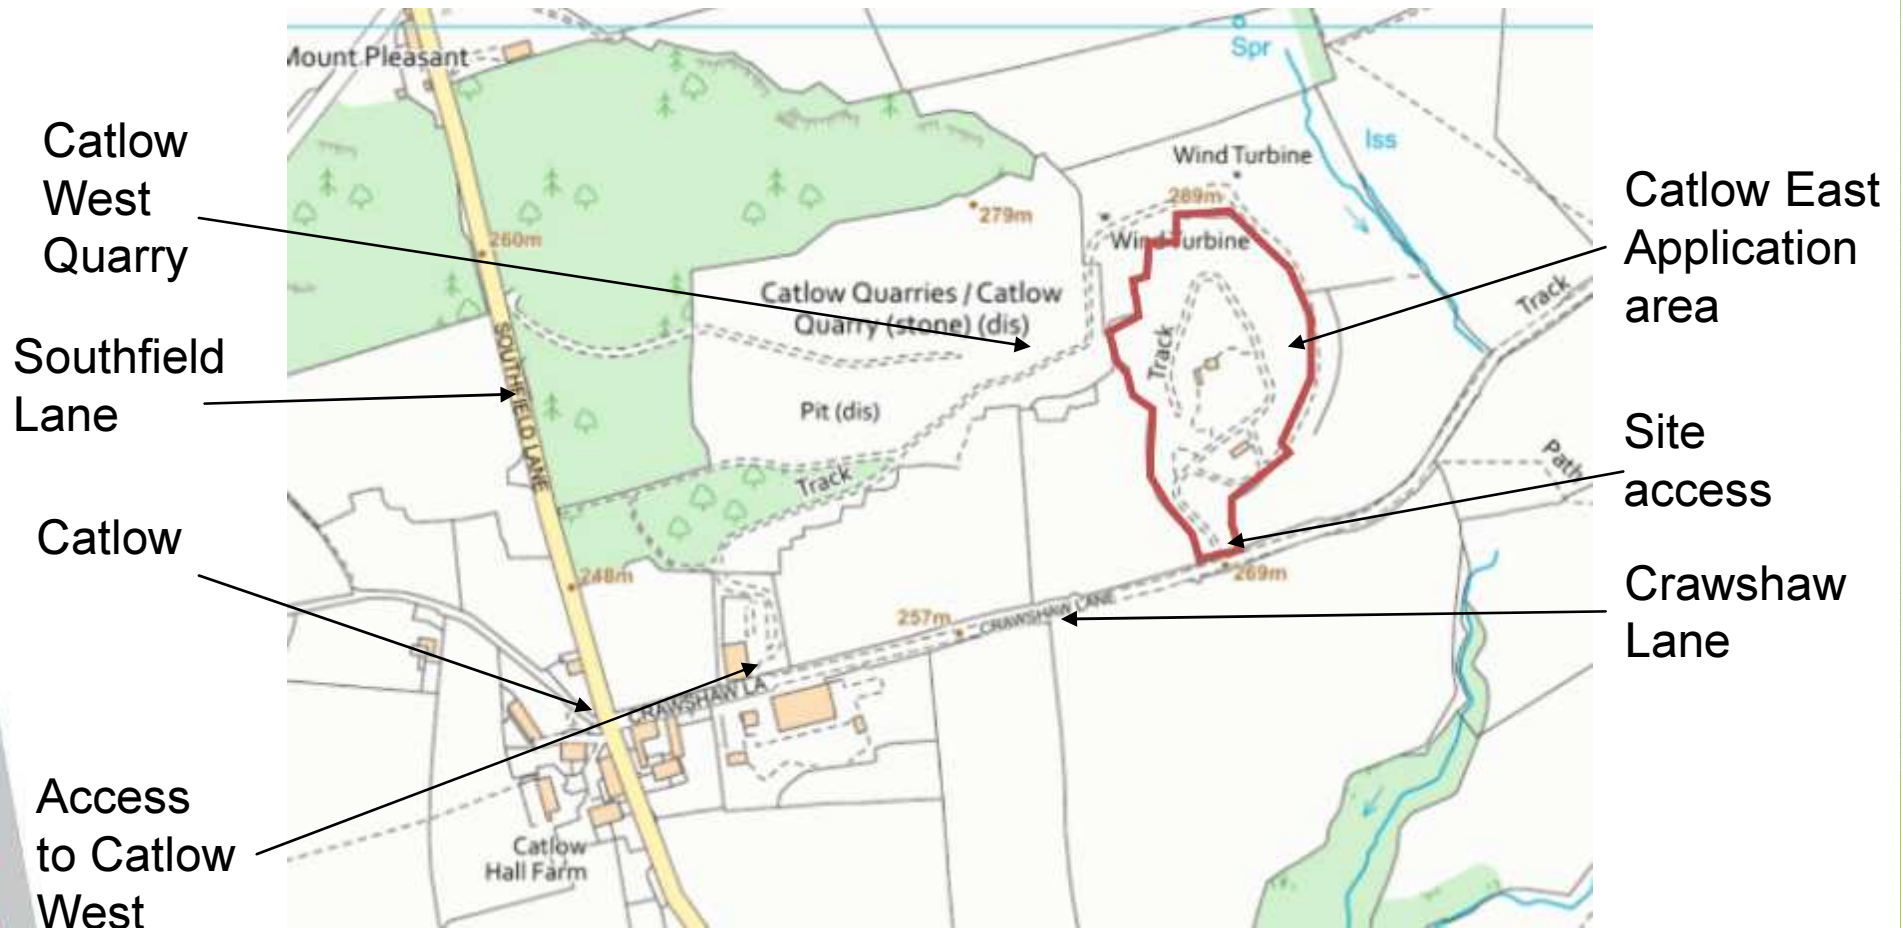 Catlow
West
Quarry
Southfield
Lane
Catlow
Access
to Catlow
West
Mount Pleasant
260m
SOUTHFIELD LANE
248m
Catlow
Hall Farm
279m
Catlow Quarries / Catlow
Quarry (stone) (dis)
Pit (dis)
Track
CRAWSHAW LA
257m
CRAWSHAW LANE
269m
Spr
Iss
Wind Turbine
289m
Wind Turbine
Track
Track
Path
Catlow East
Application
area
Site
access
Crawshaw
Lane